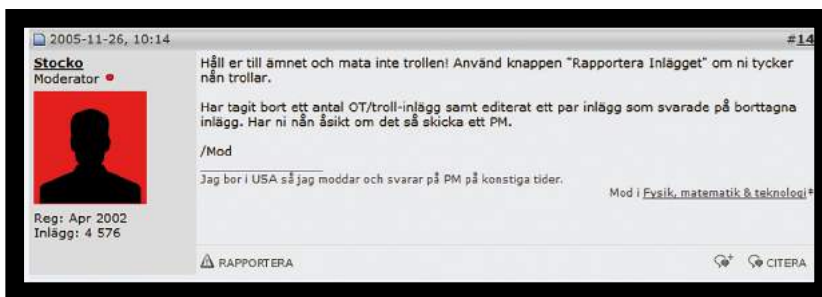 2005-11-26, 10:14 #14
Stocko
Moderator
Håll er till ämnet och mata inte trollen! Använd knappen "Rapportera Inlägget" om ni tycker
nån trollar.
Har tagit bort ett antal OT/troll-inlägg samt editerat ett par inlägg som svarade på borttagna
inlägg. Har ni nån åsikt om det så skicka ett PM.
/Mod
Jag bor i USA så jag moddar och svarar på PM på konstiga tider.
Mod i Fysik, matematik & teknologi
Reg: Apr 2002
Inlägg: 4 576
RAPPORTERA CITERA